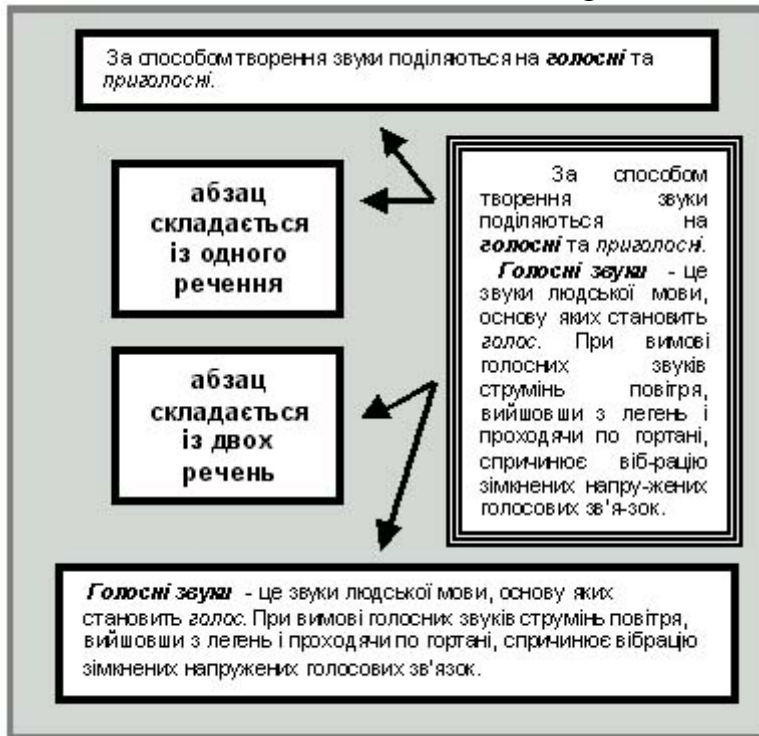 За способом творення звуки поділяються на голосні та
приголосні.
абзац
складається
із одного
речення
За способом
творення звуки
поділяються на
голосні та приголосні.
Голосні звуки - це
звуки людської мови,
основу яких становить
голос. При вимові
голосних звуків
струмінь повітря,
вийшовши з легень і
проходячи по гортані,
спричинює віб-рацію
зімкнених напру-жених
голосових зв'я-зок.
абзац
складається
із двох
речень
Голосні звуки - це звуки людської мови, основу яких
становить голос. При вимові голосних звуків струмінь повітря,
вийшовши з легень і проходячи по гортані, спричинює вібрацію
зімкнених напружених голосових зв'язок.